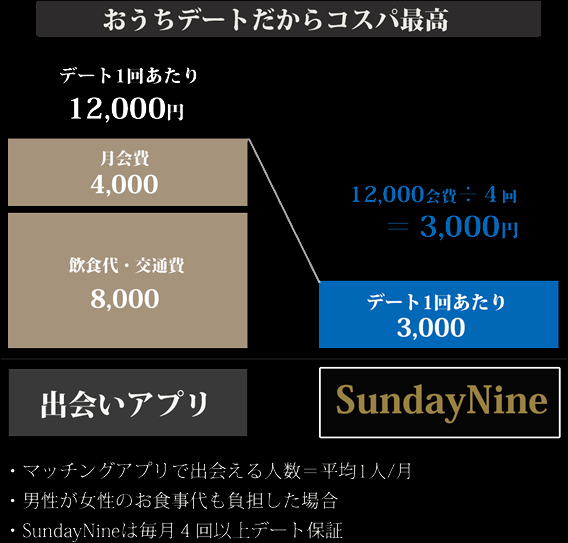 おうちデートだからコスパ最高
デート1回あたり
12,000円
月会費
4,000
飲食代・交通費
8,000
12,000会費÷4回
＝3,000円
デート1回あたり
3,000
出会いアプリ
SundayNine
・マッチングアプリで出会える人数＝平均1人/月
・男性が女性のお食事代も負担した場合
・SundayNineは毎月４回以上デート保証